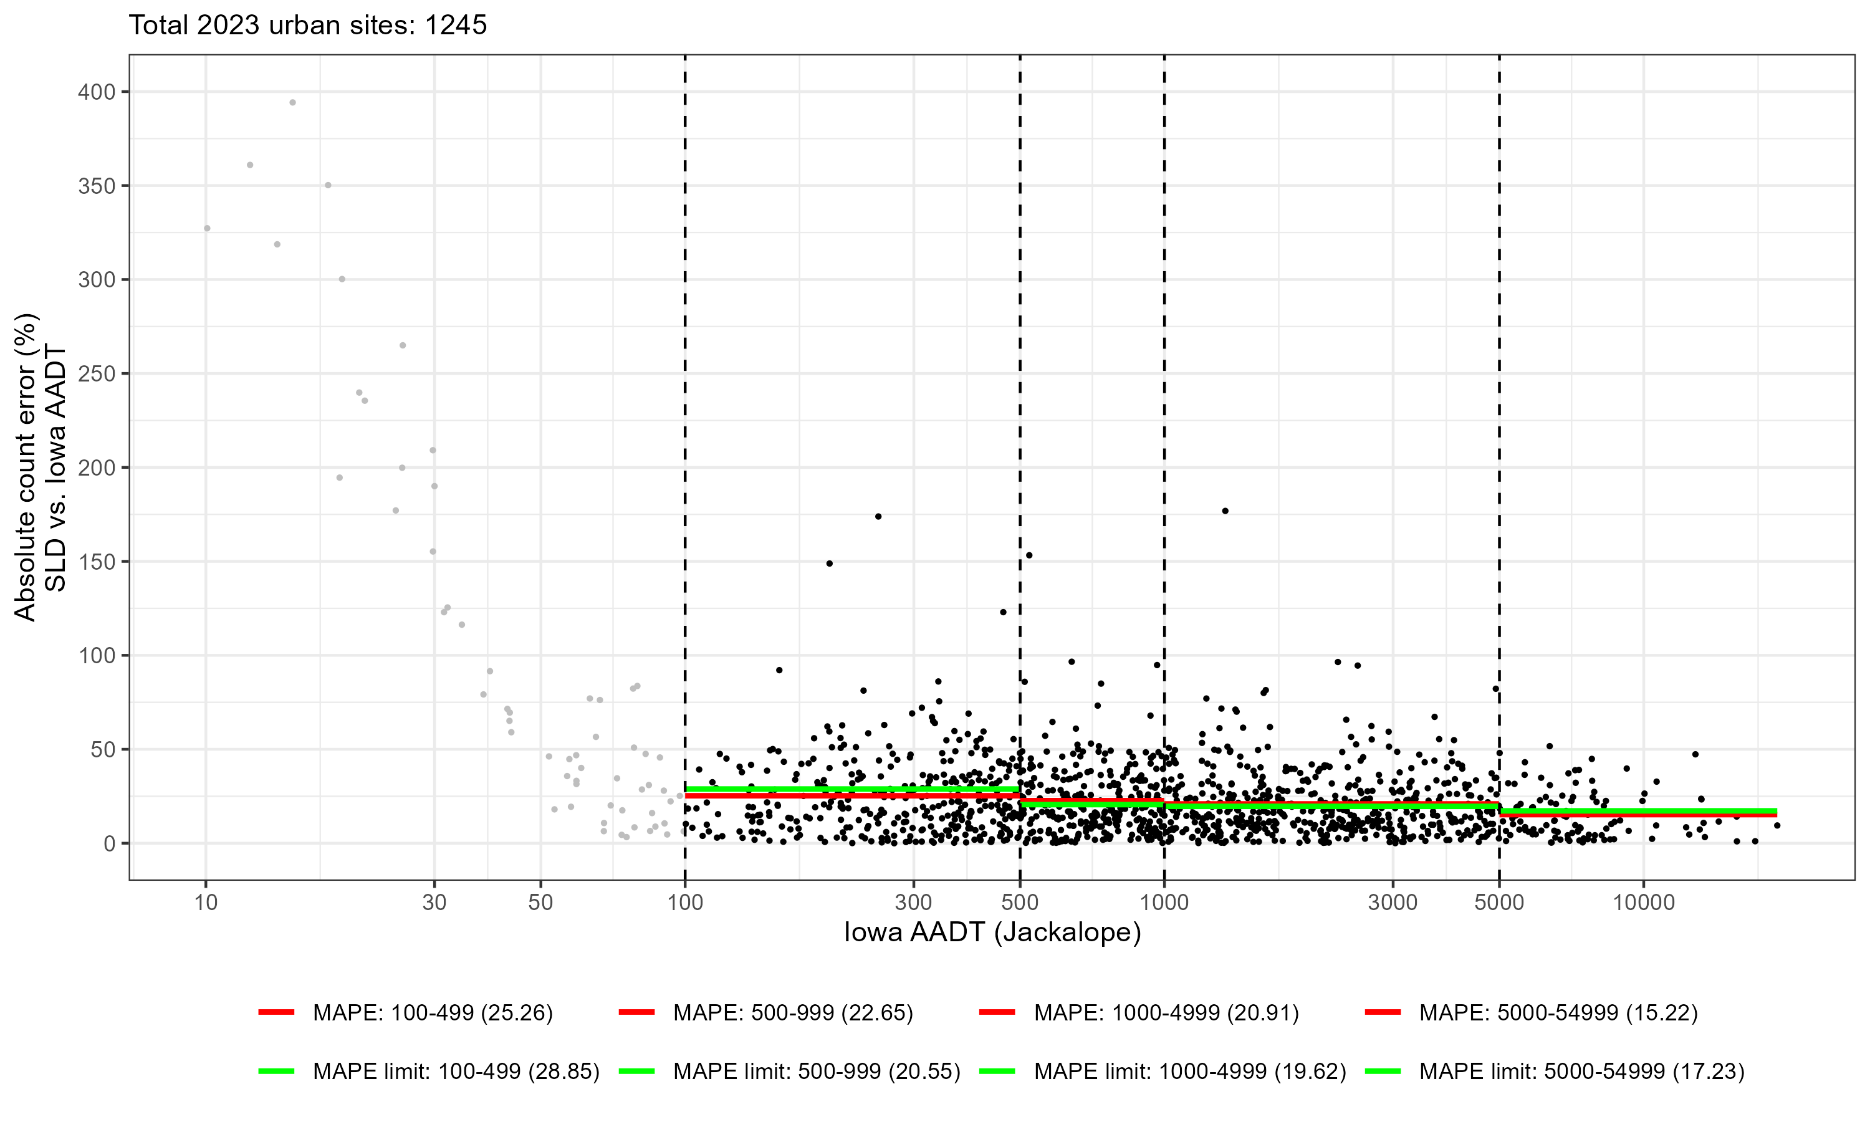 Total 2023 urban sites: 1245
Absolute count error (%)
SLD vs. Iowa AADT
400
350
300
250
200
150
100
50
0
10 30 50 100 300 500 1000 3000 5000 10000
Iowa AADT (Jackalope)
MAPE: 100-499 (25.26) MAPE: 500-999 (22.65) MAPE: 1000-4999 (20.91) MAPE: 5000-54999 (15.22)
MAPE limit: 100-499 (28.85) MAPE limit: 500-999 (20.55) MAPE limit: 1000-4999 (19.62) MAPE limit: 5000-54999 (17.23)